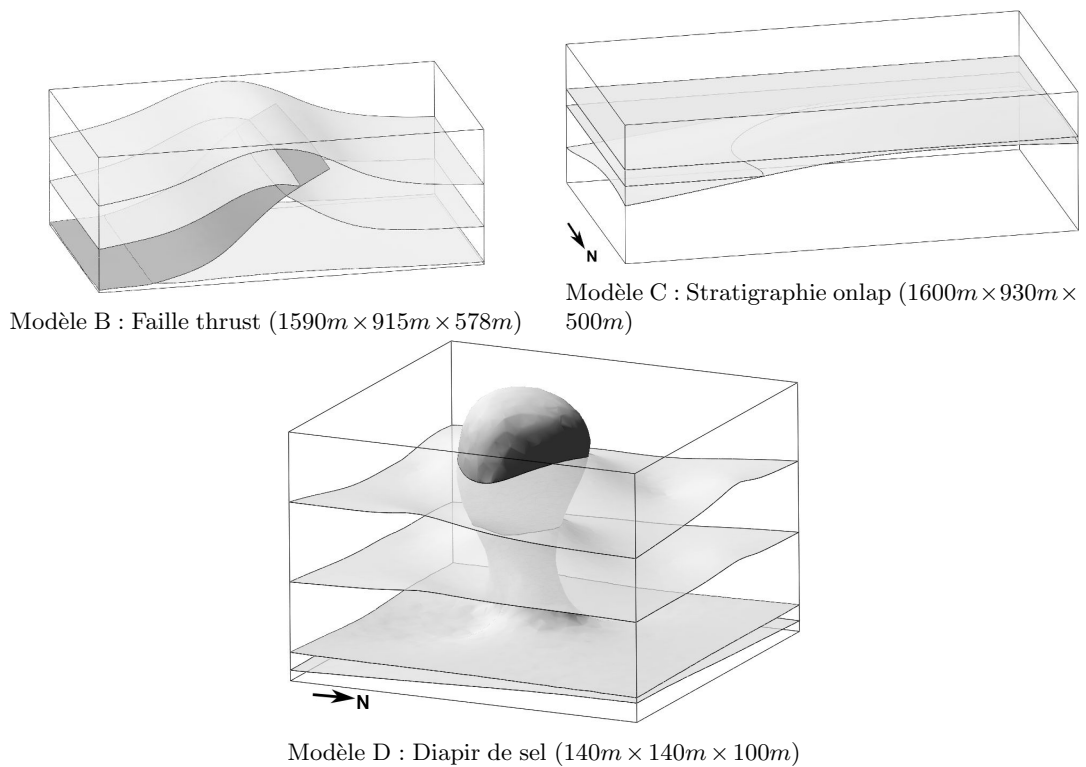 N
Modèle B : Faille thrust (1590m×915m×578m)
Modèle C : Stratigraphie onlap (1600m×930m×
500m)
N
Modèle D : Diapir de sel (140m×140m×100m)